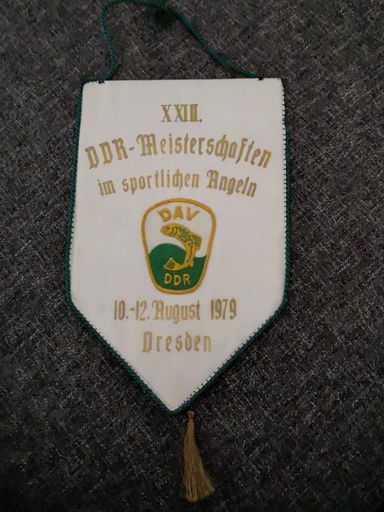 XXIII.
DDR-Meisterschaften
im sportlichen Angeln
DAV
DDR
10.-12. August 1979
Dresden